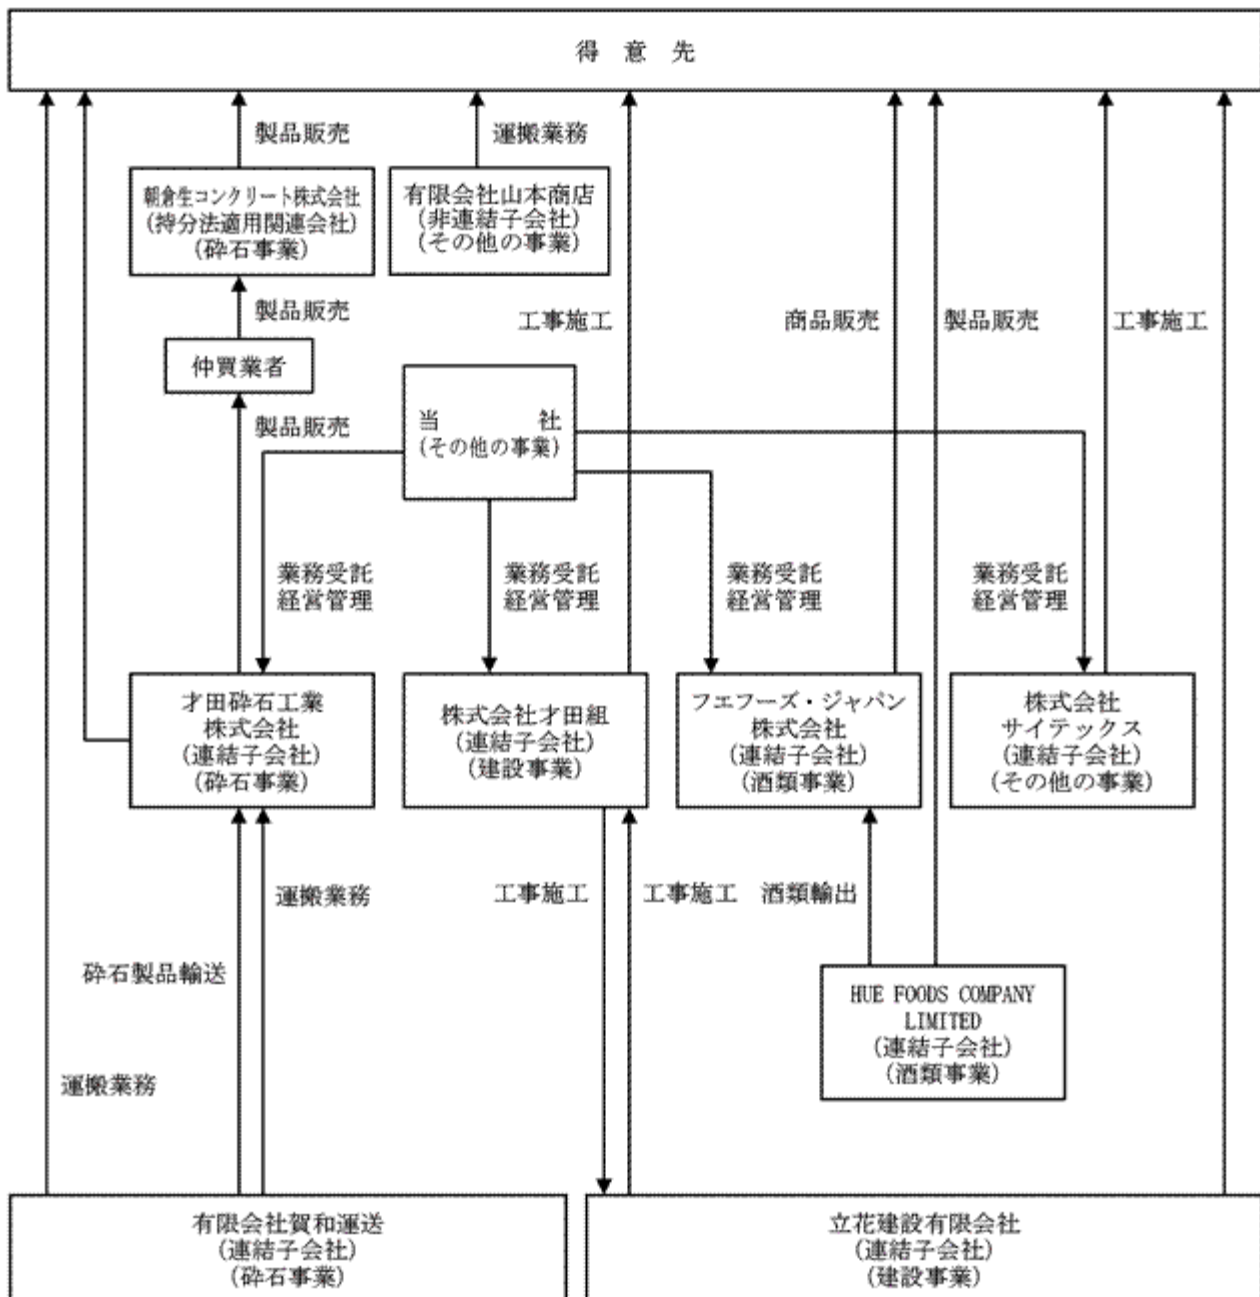 得意先
製品販売
運搬業務
朝倉生コンクリート株式会社
(持分法適用関連会社)
(砕石事業)
有限会社山本商店
(非連結子会社)
(その他の事業)
製品販売
工事施工
商品販売
製品販売
工事施工
仲買業者
製品販売
当社
(その他の事業)
業務受託
経営管理
業務受託
経営管理
業務受託
経営管理
業務受託
経営管理
才田砕石工業
株式会社
(連結子会社)
(砕石事業)
株式会社才田組
(連結子会社)
(建設事業)
フエフーズ・ジャパン
株式会社
(連結子会社)
(酒類事業)
株式会社
サイテックス
(連結子会社)
(その他の事業)
運搬業務
工事施工
工事施工
酒類輸出
砕石製品輸送
HUE FOODS COMPANY
LIMITED
(連結子会社)
(酒類事業)
運搬業務
有限会社賀和運送
(連結子会社)
(砕石事業)
立花建設有限会社
(連結子会社)
(建設事業)